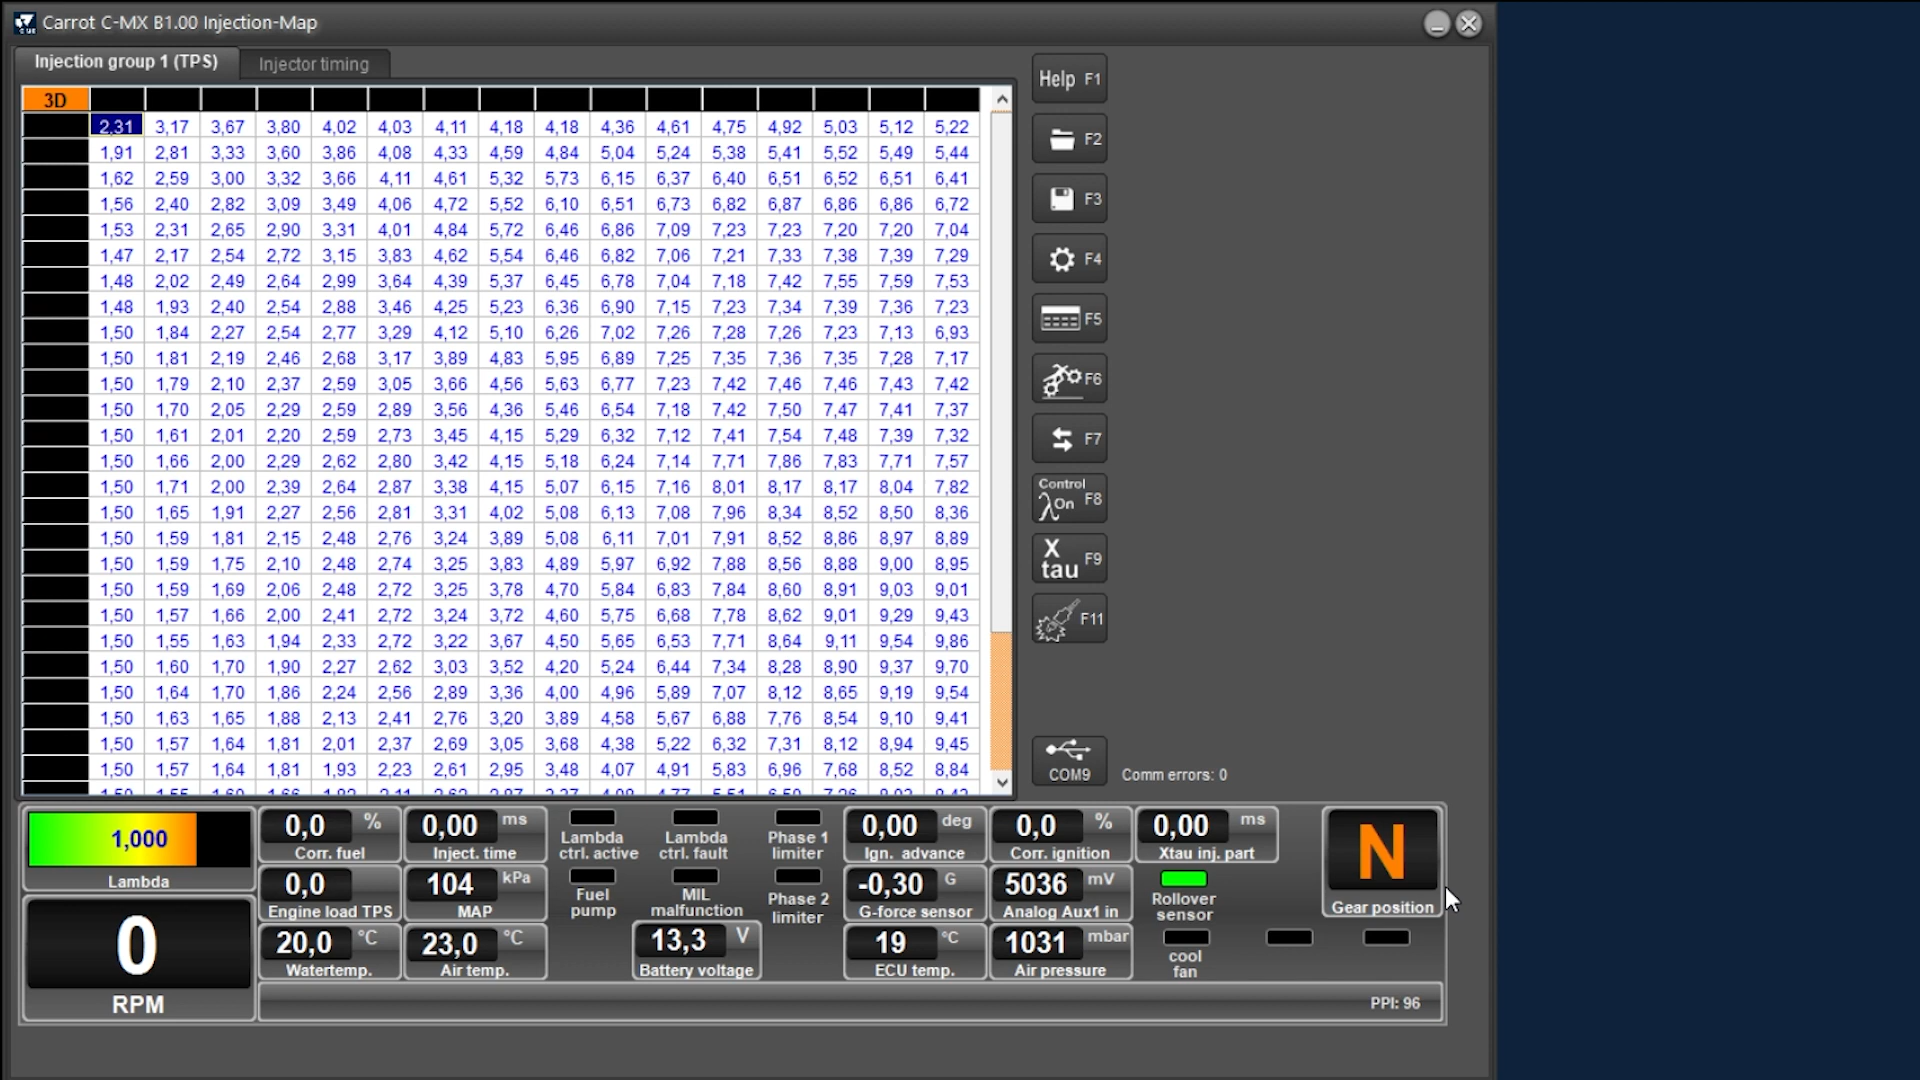 Carrot C-MX B1.00 Injection-Map
Injection group 1 (TPS)
Injector timing
3D
2,31 3,17 3,67 3,80 4,02 4,03 4,11 4,18 4,18 4,36 4,61 4,75 4,92 5,03 5,12 5,22
1,91 2,81 3,33 3,60 3,86 4,08 4,33 4,59 4,84 5,04 5,24 5,38 5,41 5,52 5,49 5,44
1,62 2,59 3,00 3,32 3,66 4,11 4,61 5,32 5,73 6,15 6,37 6,40 6,51 6,52 6,51 6,41
1,56 2,40 2,82 3,09 3,49 4,06 4,72 5,52 6,10 6,51 6,73 6,82 6,87 6,86 6,86 6,72
1,53 2,31 2,65 2,90 3,31 4,01 4,84 5,72 6,46 6,86 7,09 7,23 7,23 7,20 7,20 7,04
1,47 2,17 2,54 2,72 3,15 3,83 4,62 5,54 6,46 6,82 7,06 7,21 7,33 7,38 7,39 7,29
1,48 2,02 2,49 2,64 2,99 3,64 4,39 5,37 6,45 6,78 7,04 7,18 7,42 7,55 7,59 7,53
1,48 1,93 2,40 2,54 2,88 3,46 4,25 5,23 6,36 6,90 7,15 7,23 7,34 7,39 7,36 7,23
1,50 1,84 2,27 2,54 2,77 3,29 4,12 5,10 6,26 7,02 7,26 7,28 7,26 7,23 7,13 6,93
1,50 1,81 2,19 2,46 2,68 3,17 3,89 4,83 5,95 6,89 7,25 7,35 7,36 7,35 7,28 7,17
1,50 1,79 2,10 2,37 2,59 3,05 3,66 4,56 5,63 6,77 7,23 7,42 7,46 7,46 7,43 7,42
1,50 1,70 2,05 2,29 2,59 2,89 3,56 4,36 5,46 6,54 7,18 7,42 7,50 7,47 7,41 7,37
1,50 1,61 2,01 2,20 2,59 2,73 3,45 4,15 5,29 6,32 7,12 7,41 7,54 7,48 7,39 7,32
1,50 1,66 2,00 2,29 2,62 2,80 3,42 4,15 5,18 6,24 7,14 7,71 7,86 7,83 7,71 7,57
1,50 1,71 2,00 2,39 2,64 2,87 3,38 4,15 5,07 6,15 7,16 8,01 8,17 8,17 8,04 7,82
1,50 1,65 1,91 2,27 2,56 2,81 3,31 4,02 5,08 6,13 7,08 7,96 8,34 8,52 8,50 8,36
1,50 1,59 1,81 2,15 2,48 2,76 3,24 3,89 5,08 6,11 7,01 7,91 8,52 8,86 8,97 8,89
1,50 1,59 1,75 2,10 2,48 2,74 3,25 3,83 4,89 5,97 6,92 7,88 8,56 8,88 9,00 8,95
1,50 1,59 1,69 2,06 2,48 2,72 3,25 3,78 4,70 5,84 6,83 7,84 8,60 8,91 9,03 9,01
1,50 1,57 1,66 2,00 2,41 2,72 3,24 3,72 4,60 5,75 6,68 7,78 8,62 9,01 9,29 9,43
1,50 1,55 1,63 1,94 2,33 2,72 3,22 3,67 4,50 5,65 6,53 7,71 8,64 9,11 9,54 9,86
1,50 1,60 1,70 1,90 2,27 2,62 3,03 3,52 4,20 5,24 6,44 7,34 8,28 8,90 9,37 9,70
1,50 1,64 1,70 1,86 2,24 2,56 2,89 3,36 4,00 4,96 5,89 7,07 8,12 8,65 9,19 9,54
1,50 1,63 1,65 1,88 2,13 2,41 2,76 3,20 3,89 4,58 5,67 6,88 7,76 8,54 9,10 9,41
1,50 1,57 1,64 1,81 2,01 2,37 2,69 3,05 3,68 4,38 5,22 6,32 7,31 8,12 8,94 9,45
1,50 1,57 1,64 1,81 1,93 2,23 2,61 2,95 3,48 4,07 4,91 5,83 6,96 7,68 8,52 8,84
Help F1
F2
F3
F4
F5
F6
F7
Control
λOn F8
X
tau F9
F11
COM9
Comm errors: 0
1,000
Lambda
0
RPM
0,0 %
Corr. fuel
0,0
Engine load TPS
20,0 °C
Watertemp.
0,00 ms
Inject. time
104 kPa
MAP
23,0 °C
Air temp.
Lambda
ctrl. active
Lambda
ctrl. fault
Phase 1
limiter
Fuel
pump
MIL
malfunction
Phase 2
limiter
13,3 V
Battery voltage
0,00 deg
Ign. advance
-0,30 G
G-force sensor
19 °C
ECU temp.
0,0 %
Corr. ignition
5036 mV
Analog Aux1 in
1031 mbar
Air pressure
0,00 ms
Xtau inj. part
Rollover
sensor
cool
fan
N
Gear position
PPI: 96